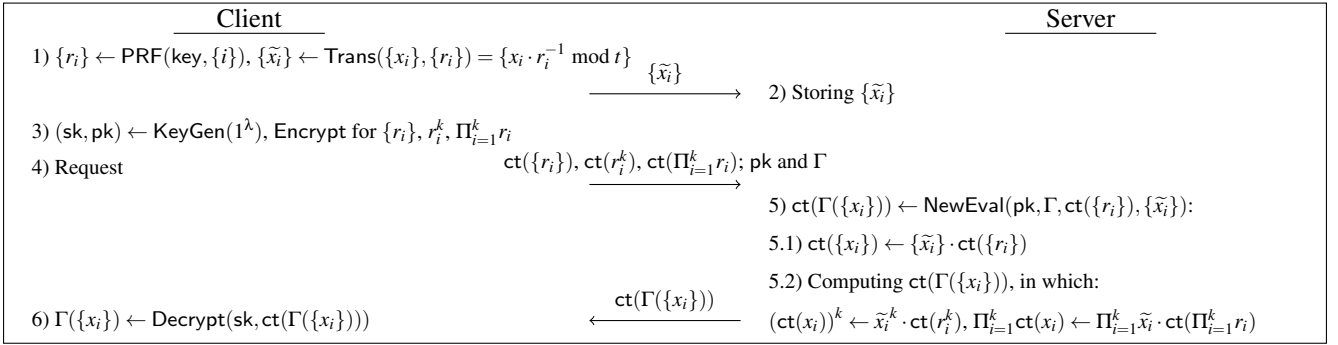 Client
Server
1) {r_i} ← PRF(key,{i}), {x̃_i} ← Trans({x_i},{r_i}) = {x_i · r_i^{-1} mod t}
{x̃_i}
2) Storing {x̃_i}
3) (sk,pk) ← KeyGen(1^λ), Encrypt for {r_i}, r_i^k, Π_{i=1}^k r_i
4) Request
ct({r_i}), ct(r_i^k), ct(Π_{i=1}^k r_i); pk and Γ
5) ct(Γ({x_i})) ← NewEval(pk,Γ,ct({r_i}),{x̃_i}):
5.1) ct({x_i}) ← {x̃_i} · ct({r_i})
5.2) Computing ct(Γ({x_i})), in which:
ct(Γ({x_i}))
6) Γ({x_i}) ← Decrypt(sk,ct(Γ({x_i})))
(ct(x_i))^k ← x̃_i^k · ct(r_i^k), Π_{i=1}^k ct(x_i) ← Π_{i=1}^k x̃_i · ct(Π_{i=1}^k r_i)